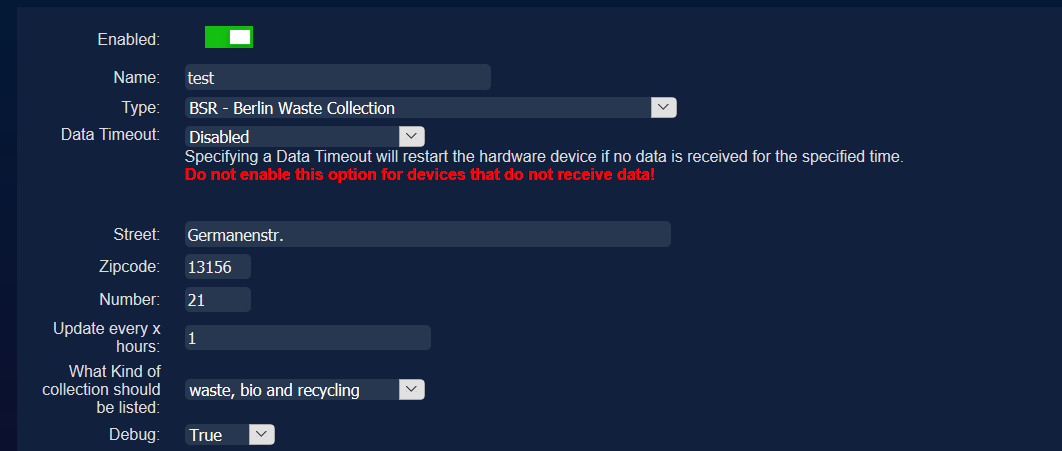 Enabled:
Name: test
Type: BSR - Berlin Waste Collection
Data Timeout: Disabled
Specifying a Data Timeout will restart the hardware device if no data is received for the specified time.
Do not enable this option for devices that do not receive data!
Street: Germanenstr.
Zipcode: 13156
Number: 21
Update every x
hours: 1
What Kind of
collection should
be listed: waste, bio and recycling
Debug: True